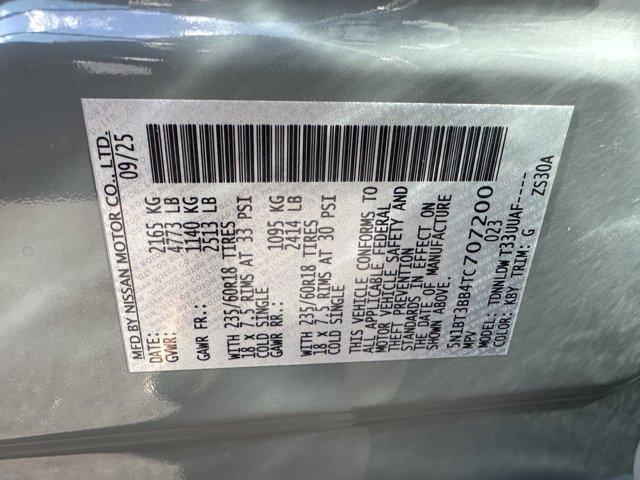 MFD BY NISSAN MOTOR CO., LTD.
DATE: 09/25
GVWR: 2165 KG
4773 LB
GAWR FR.: 1140 KG
2513 LB
WITH 235/60R18 TIRES
18 X 7.5 RIMS AT 33 PSI
COLD SINGLE
GAWR RR.: 1095 KG
2414 LB
WITH 235/60R18 TIRES
18 X 7.5 RIMS AT 30 PSI
COLD SINGLE
THIS VEHICLE CONFORMS TO
ALL APPLICABLE FEDERAL
MOTOR VEHICLE SAFETY AND
THEFT PREVENTION
STANDARDS IN EFFECT ON
THE DATE OF MANUFACTURE
SHOWN ABOVE.
5N1BT3BB4TC707200
MPV 023
MODEL: TDNNLDW T33UUAF-----
COLOR: KBY TRIM: G ZS30A